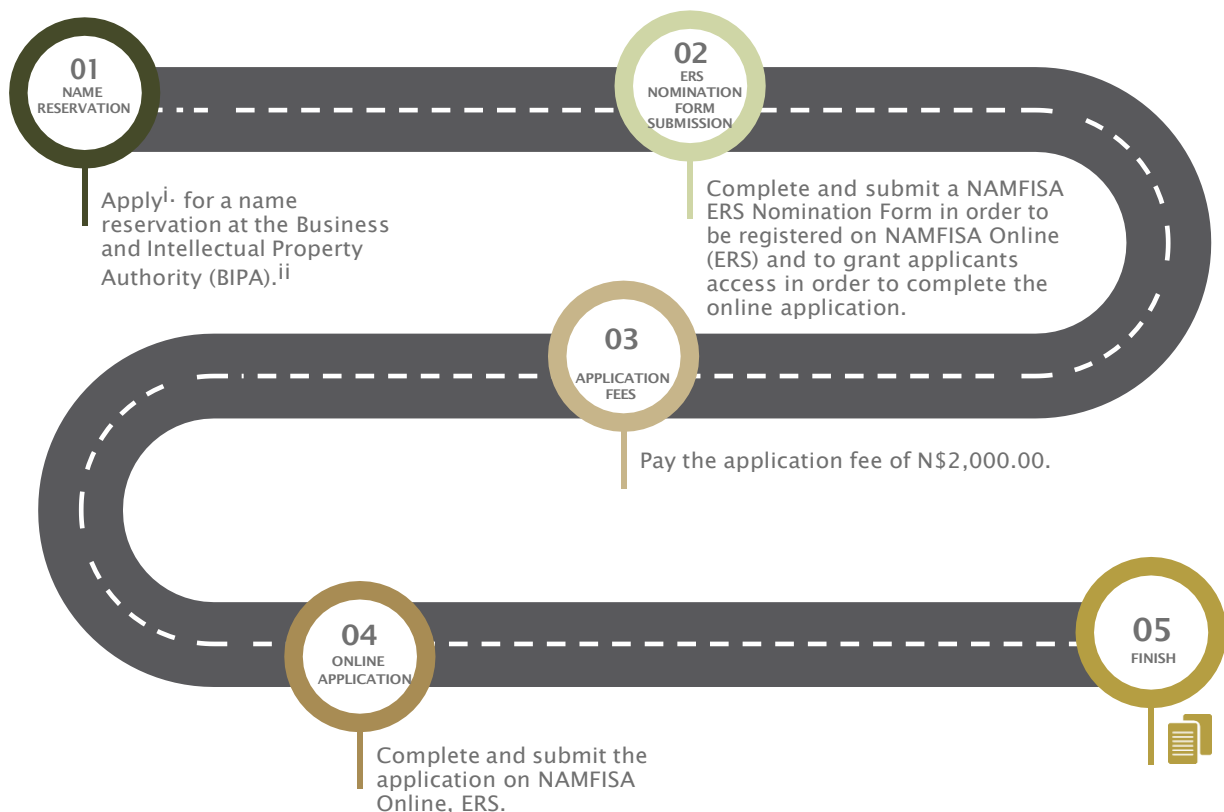 01
NAME
RESERVATION
Applyi. for a name
reservation at the Business
and Intellectual Property
Authority (BIPA).ii
02
ERS
NOMINATION
FORM
SUBMISSION
Complete and submit a NAMFISA
ERS Nomination Form in order to
be registered on NAMFISA Online
(ERS) and to grant applicants
access in order to complete the
online application.
03
APPLICATION
FEES
Pay the application fee of N$2,000.00.
04
ONLINE
APPLICATION
Complete and submit the
application on NAMFISA
Online, ERS.
05
FINISH